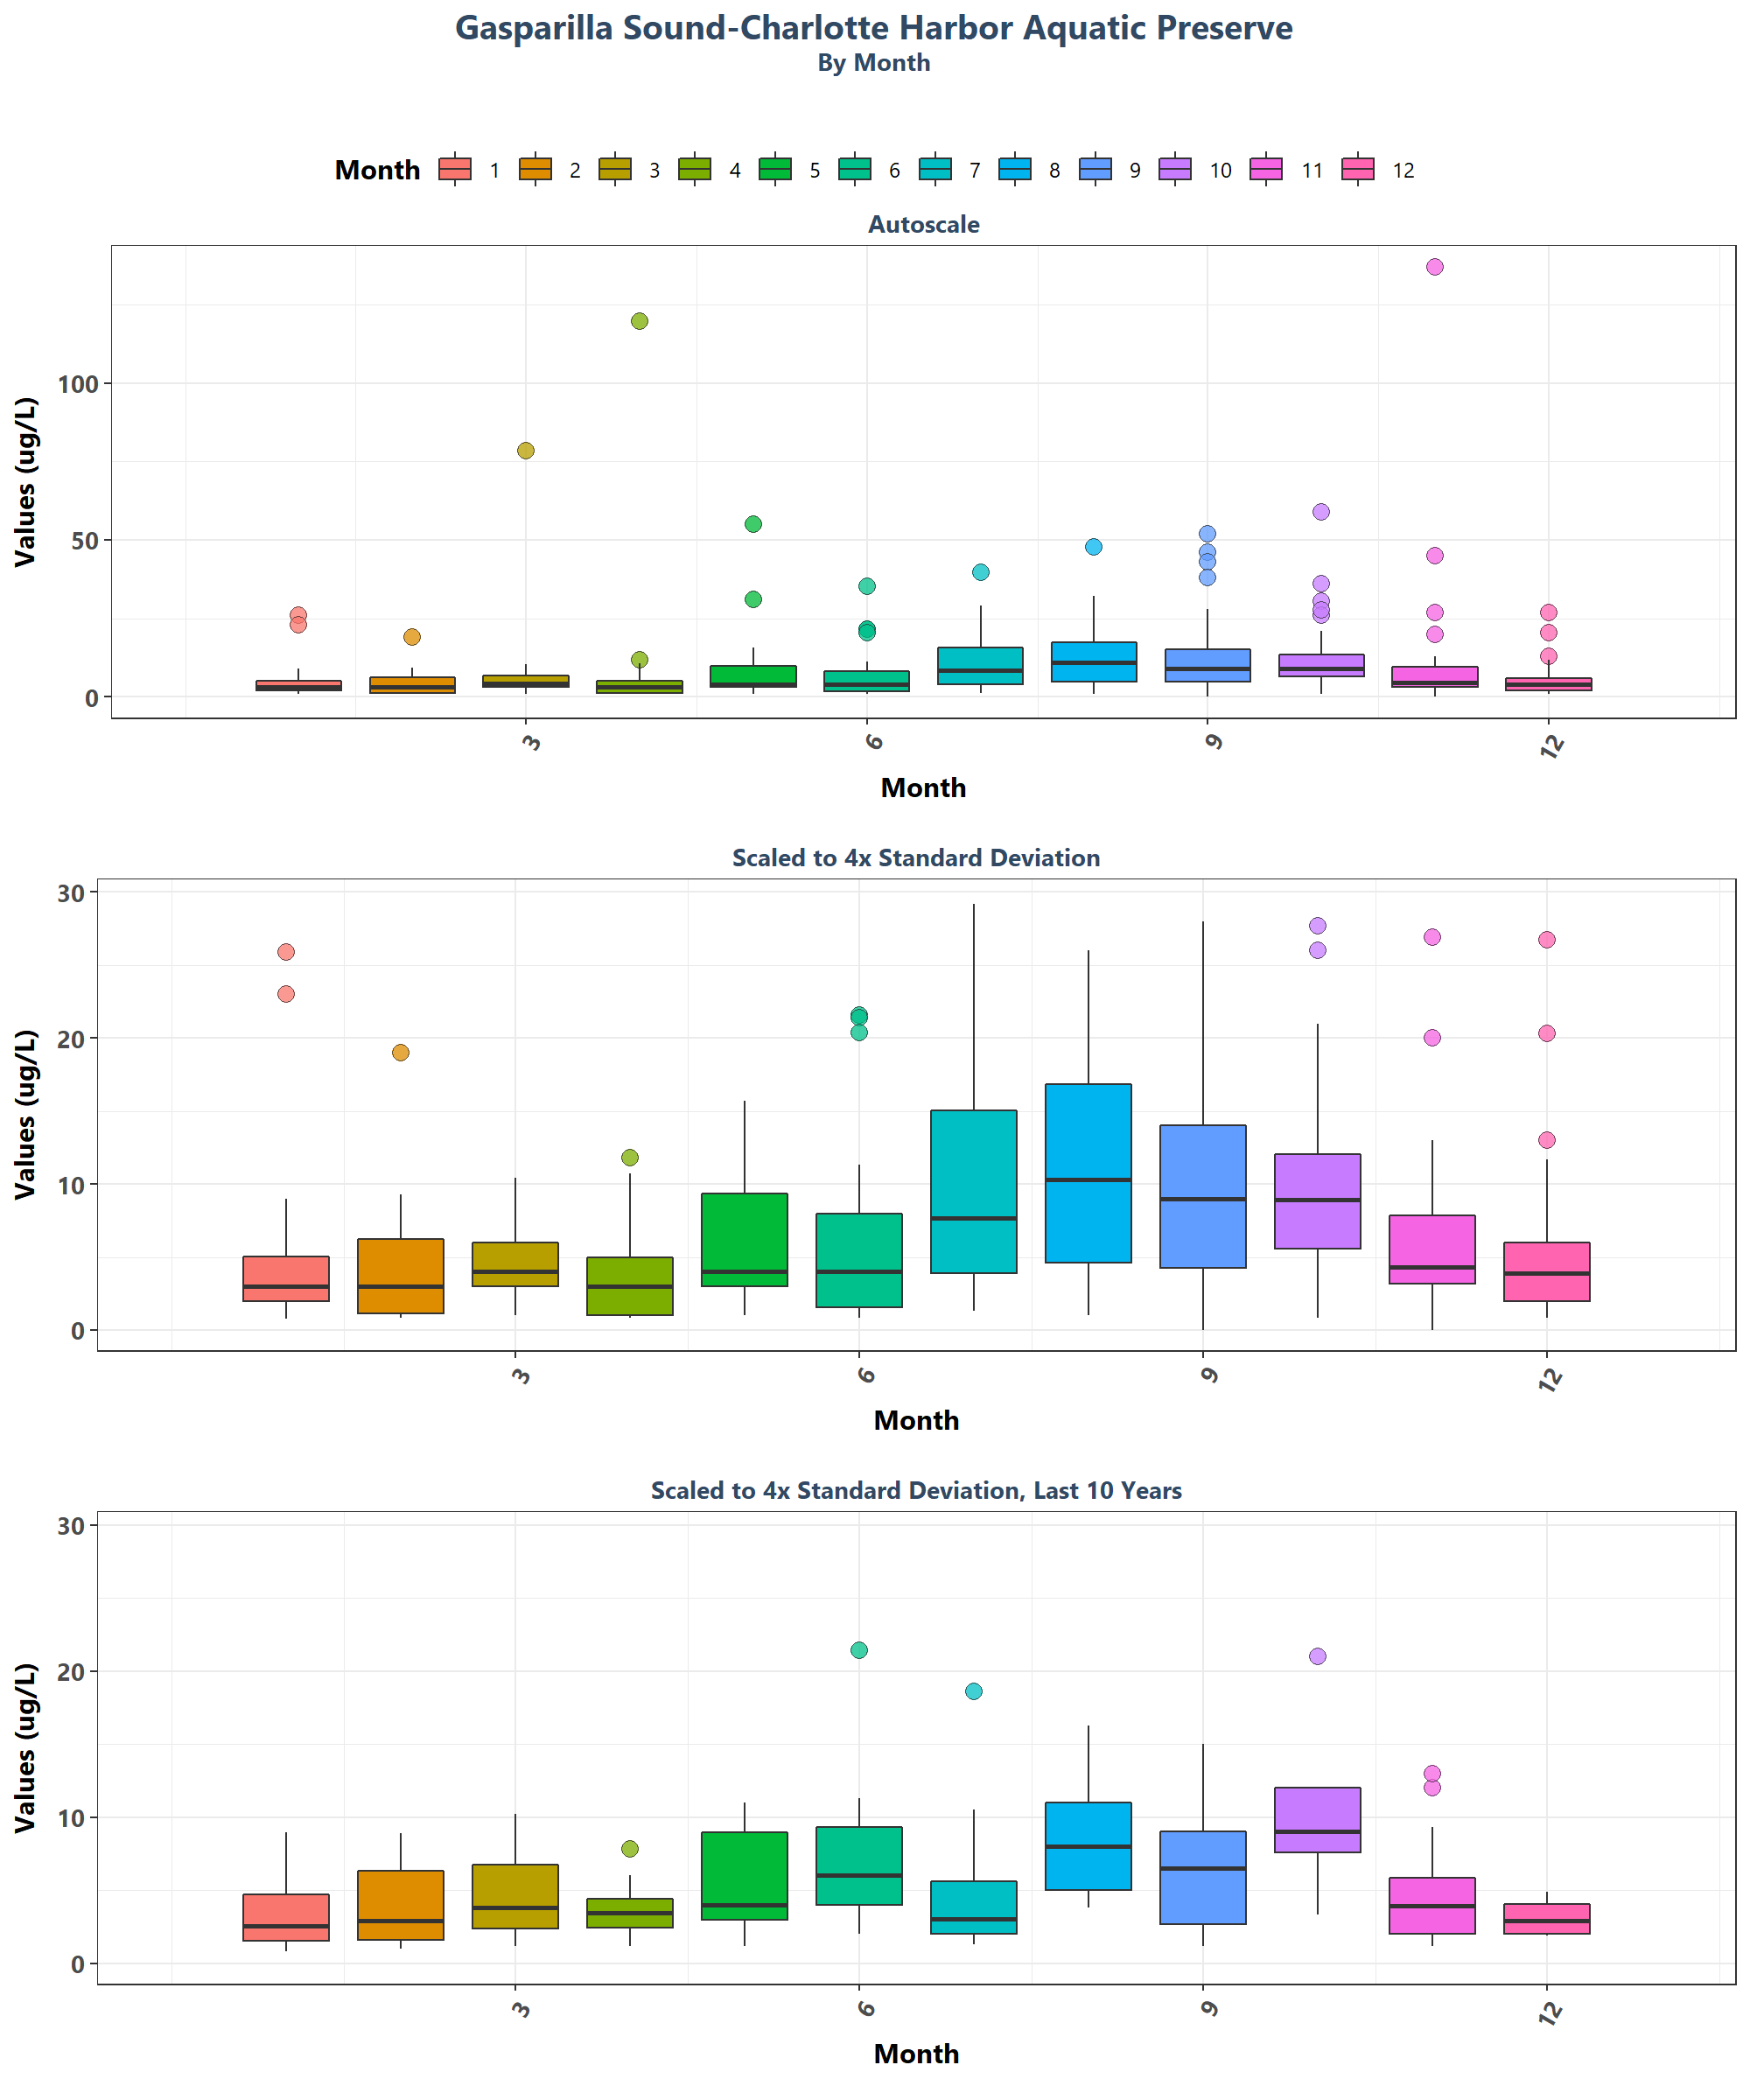 Gasparilla Sound-Charlotte Harbor Aquatic Preserve
By Month
Month 1 2 3 4 5 6 7 8 9 10 11 12
Autoscale
Values (ug/L)
100
50
0
3 6 9 12
Month
Scaled to 4x Standard Deviation
Values (ug/L)
30
20
10
0
3 6 9 12
Month
Scaled to 4x Standard Deviation, Last 10 Years
Values (ug/L)
30
20
10
0
3 6 9 12
Month